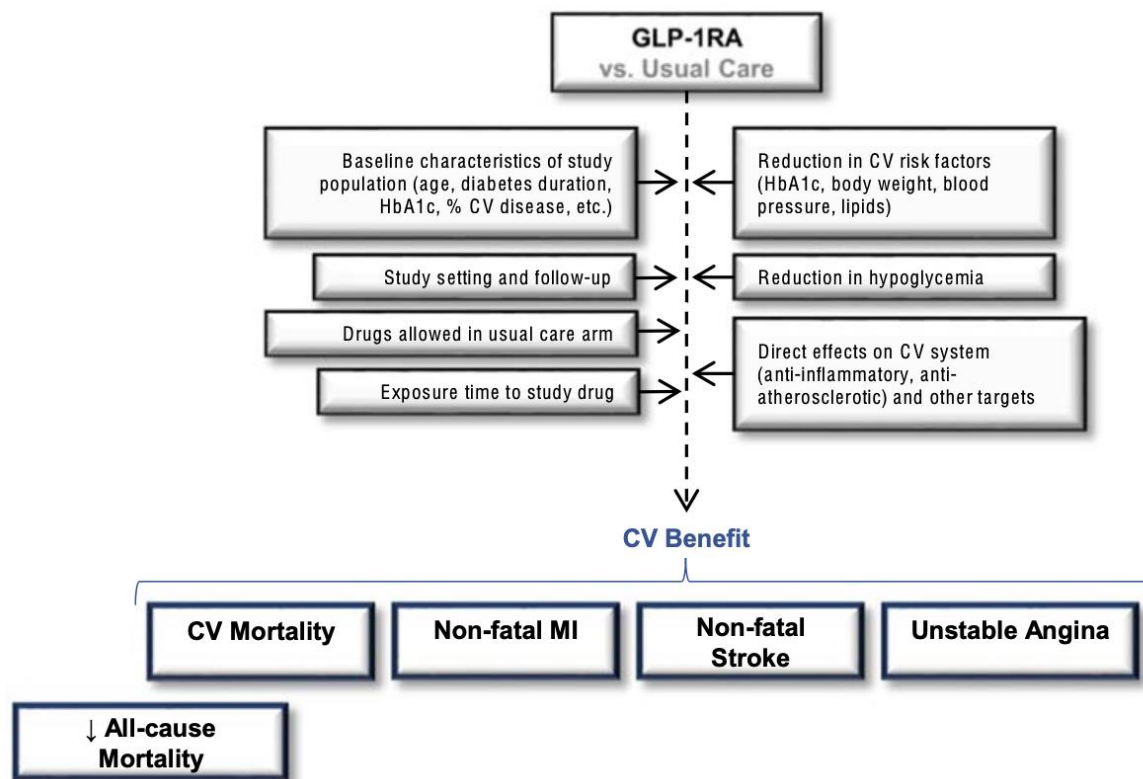 GLP-1RA
vs. Usual Care
Baseline characteristics of study
population (age, diabetes duration,
HbA1c, % CV disease, etc.)
Reduction in CV risk factors
(HbA1c, body weight, blood
pressure, lipids)
Study setting and follow-up
Reduction in hypoglycemia
Drugs allowed in usual care arm
Exposure time to study drug
Direct effects on CV system
(anti-inflammatory, anti-
atherosclerotic) and other targets
CV Benefit
CV Mortality
Non-fatal MI
Non-fatal
Stroke
Unstable Angina
↓ All-cause
Mortality